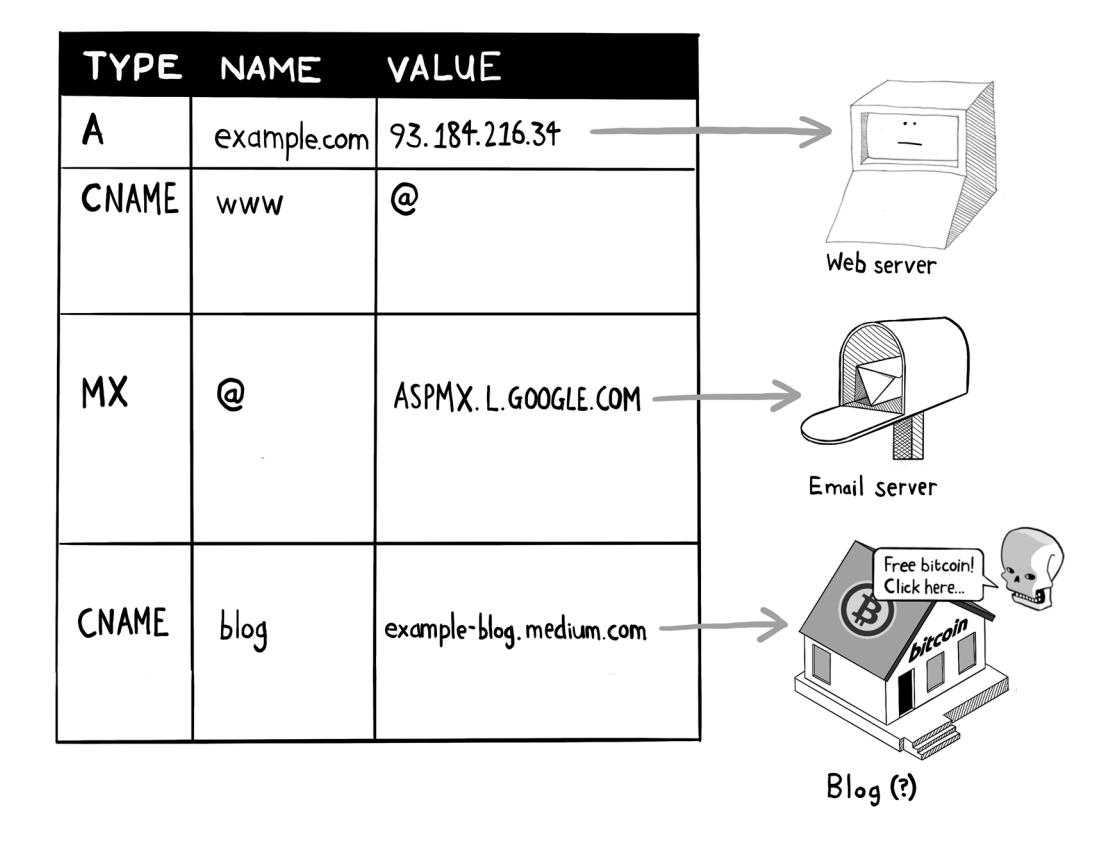 TYPE NAME VALUE
A example.com 93.184.216.34
CNAME www @
Web server
MX @ ASPMX.L.GOOGLE.COM
Email server
Free bitcoin!
Click here...
bitcoin
CNAME blog example-blog.medium.com
Blog (?)